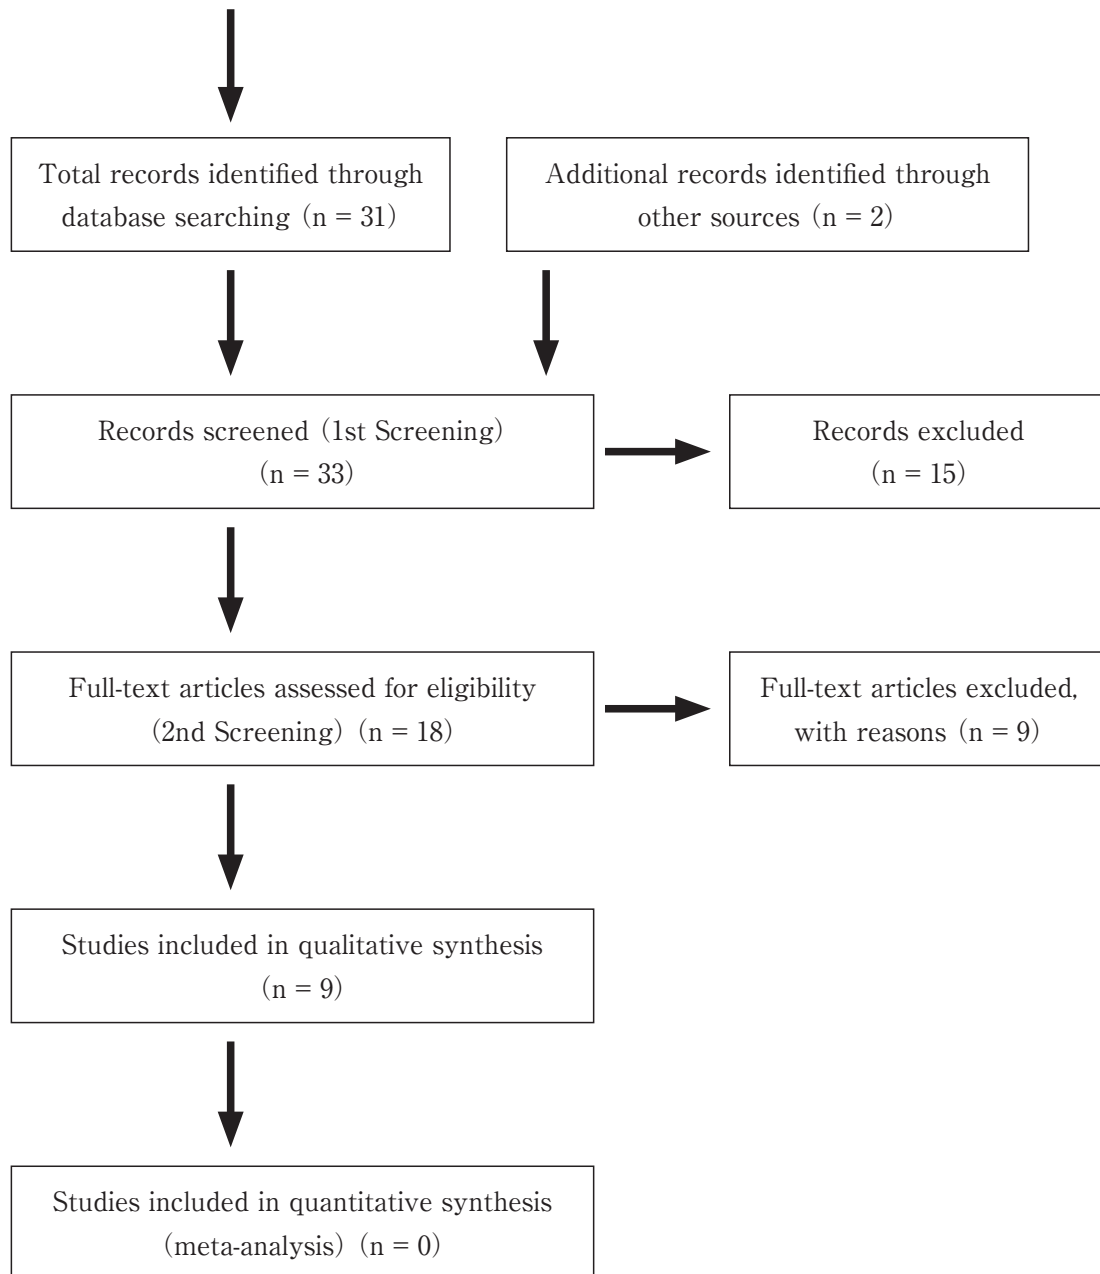 Total records identified through
database searching (n = 31)
Additional records identified through
other sources (n = 2)
Records screened (1st Screening)
(n = 33)
Records excluded
(n = 15)
Full-text articles assessed for eligibility
(2nd Screening) (n = 18)
Full-text articles excluded,
with reasons (n = 9)
Studies included in qualitative synthesis
(n = 9)
Studies included in quantitative synthesis
(meta-analysis) (n = 0)